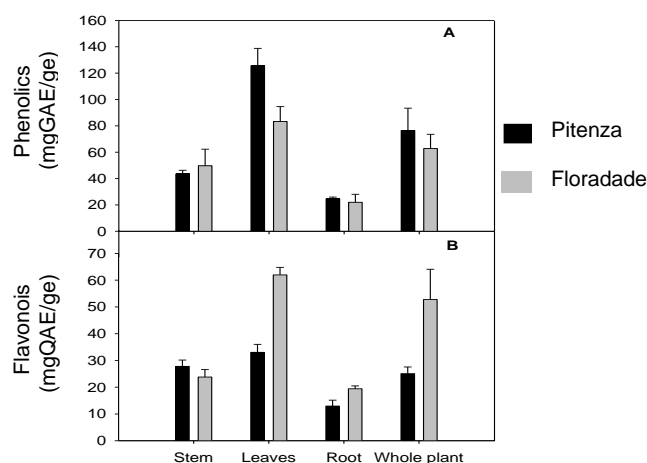 160
140
120
100
80
60
40
20
0
Phenolics
(mgGAE/ge)
A
Pitenza
Floradade
70
60
50
40
30
20
10
0
Flavonois
(mgQAE/ge)
B
Stem Leaves Root Whole plant